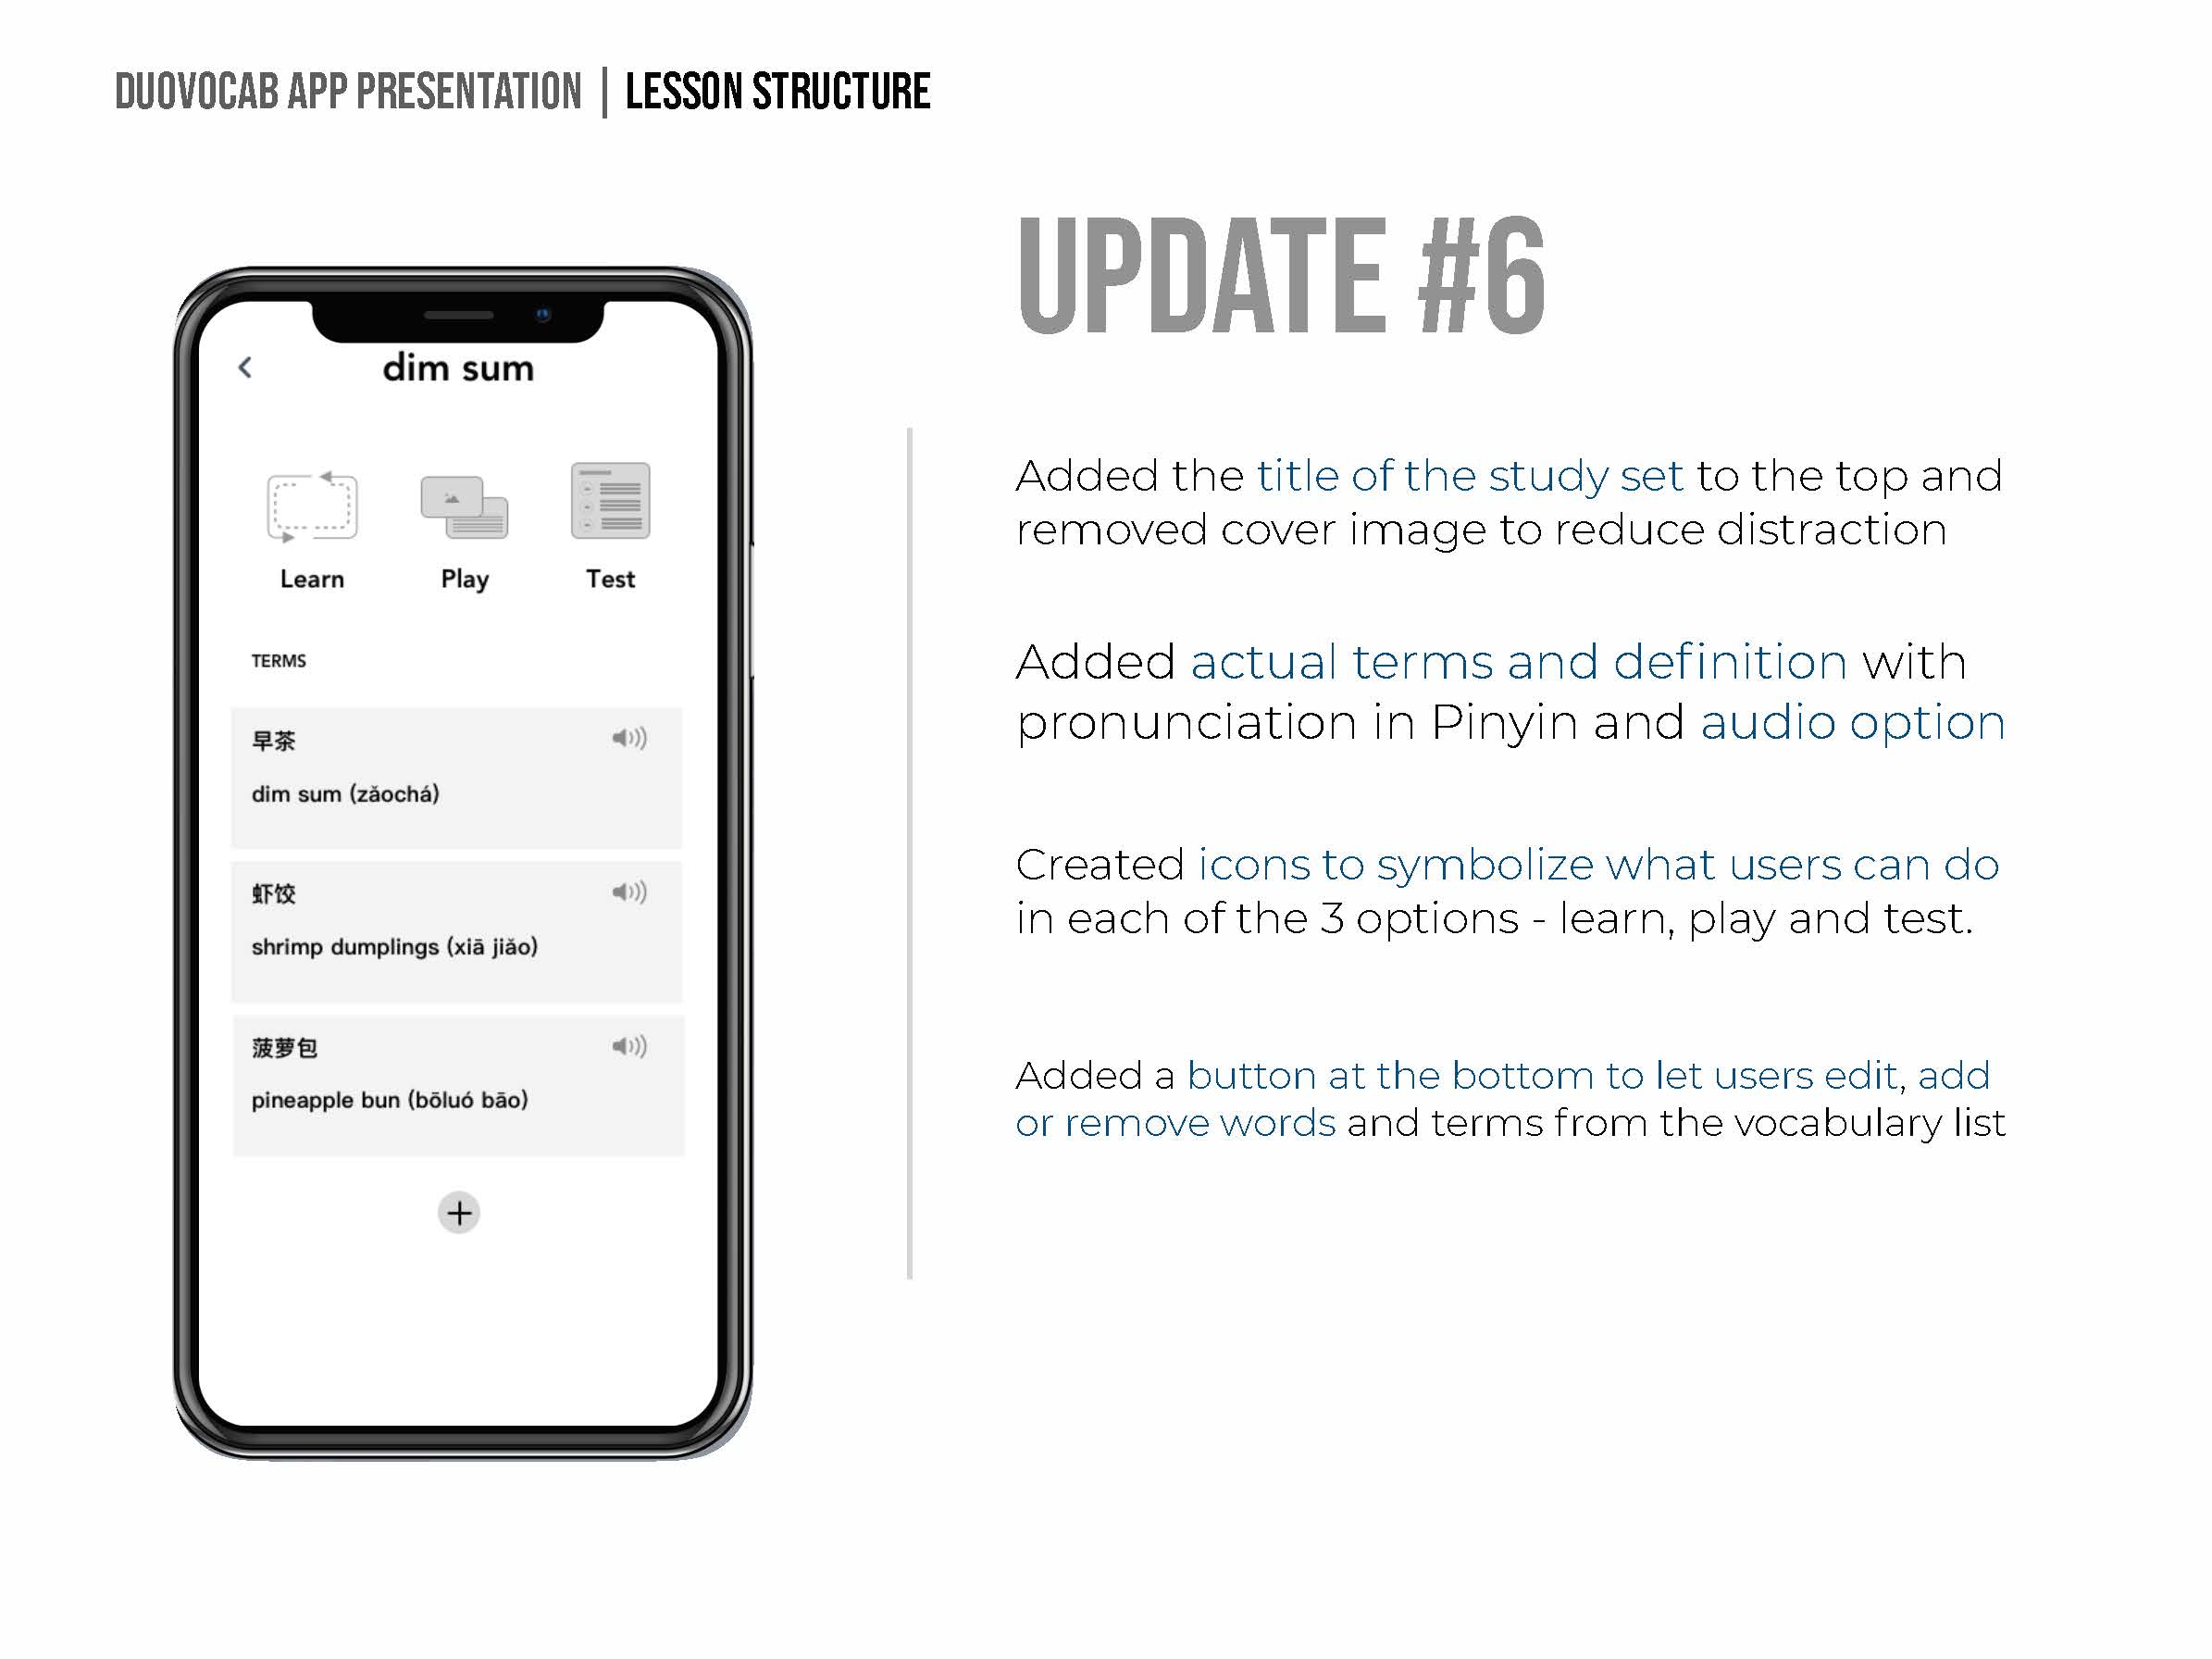 DUOVOCAB APP PRESENTATION | LESSON STRUCTURE
UPDATE #6
dim sum
Learn Play Test
TERMS
早茶
dim sum (zǎochá)
虾饺
shrimp dumplings (xiā jiǎo)
菠萝包
pineapple bun (bōluó bāo)
+
Added the title of the study set to the top and
removed cover image to reduce distraction
Added actual terms and definition with
pronunciation in Pinyin and audio option
Created icons to symbolize what users can do
in each of the 3 options - learn, play and test.
Added a button at the bottom to let users edit, add
or remove words and terms from the vocabulary list